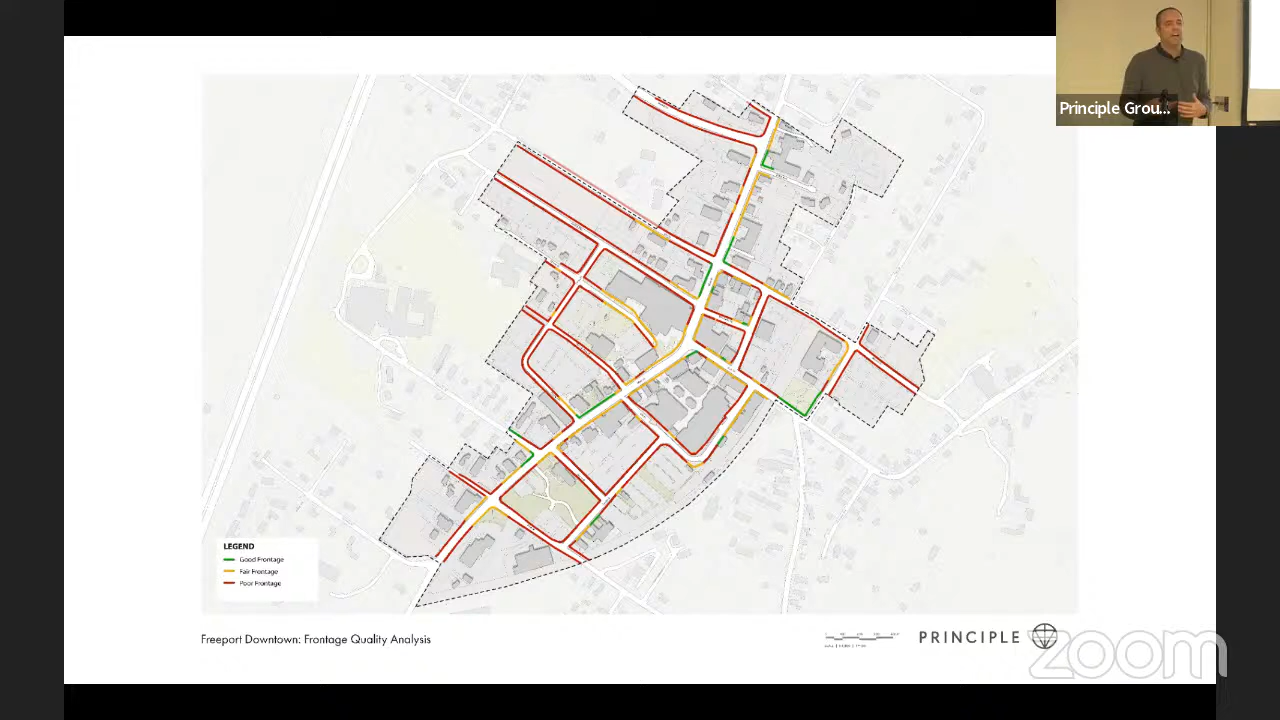 Principle Grou...
LEGEND
Good Frontage
Fair Frontage
Poor Frontage
Freeport Downtown: Frontage Quality Analysis
PRINCIPLE
zoom